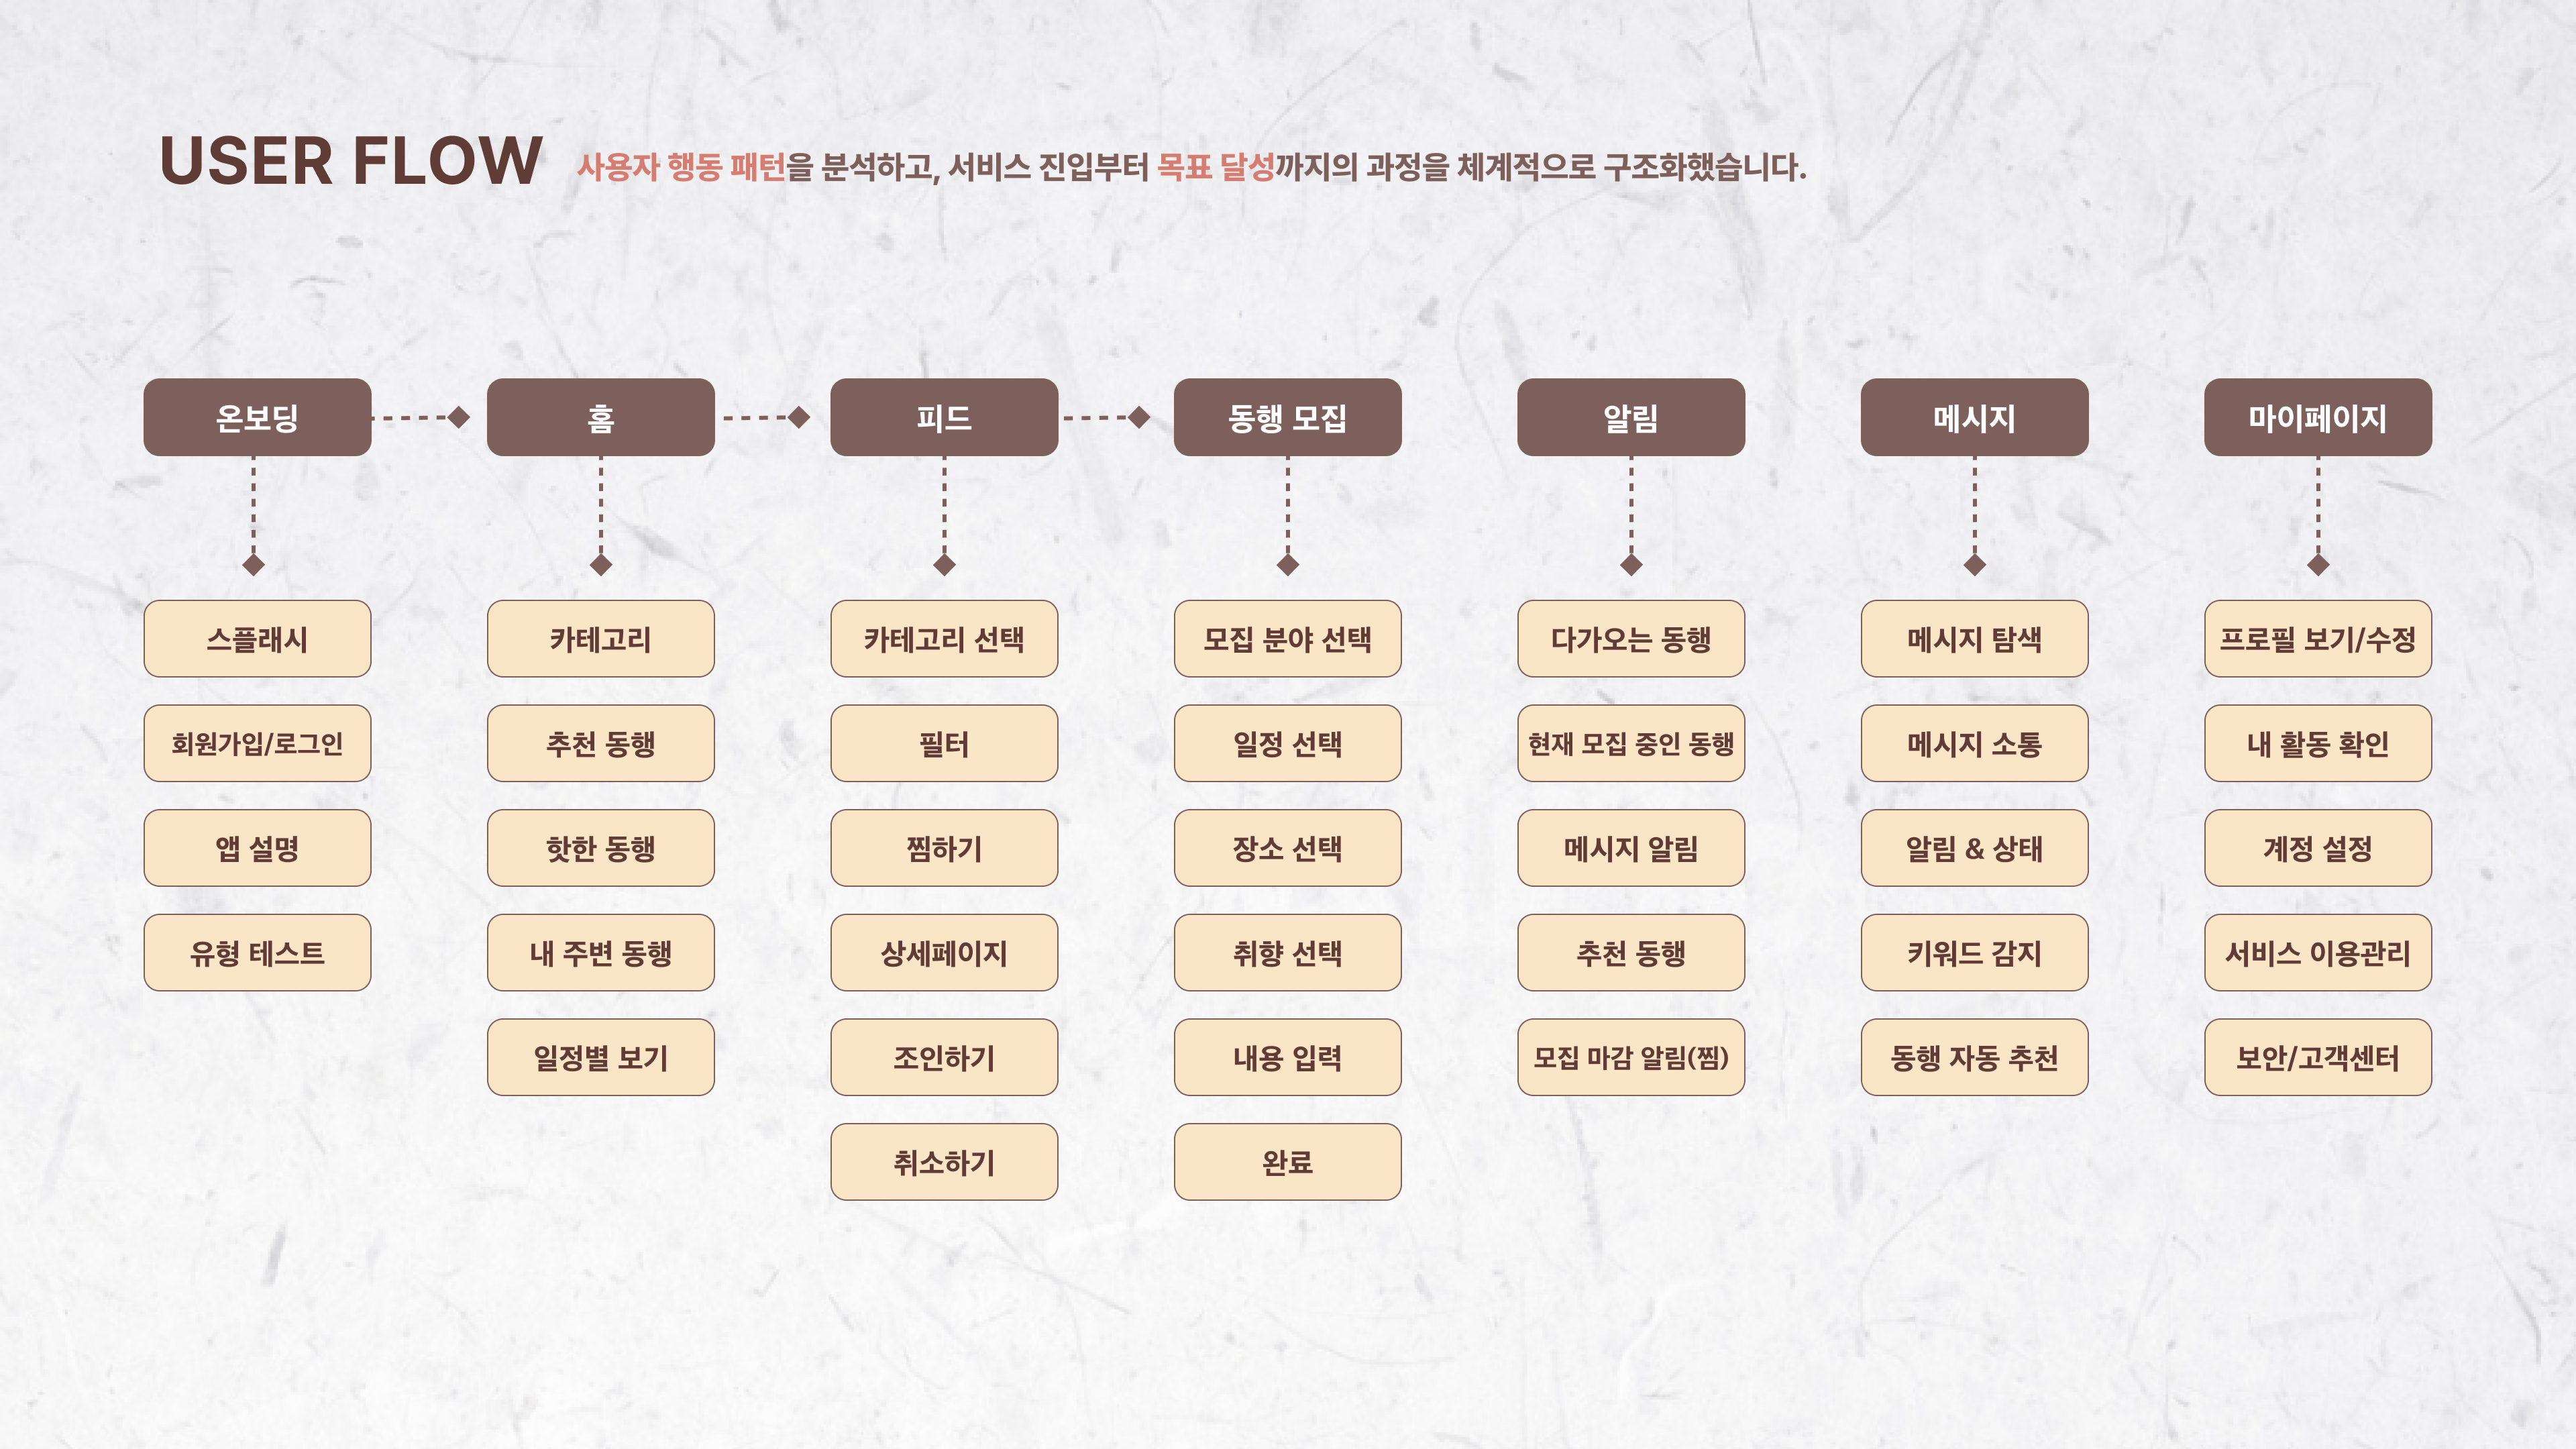 USER FLOW 사용자 행동 패턴을 분석하고, 서비스 진입부터 목표 달성까지의 과정을 체계적으로 구조화했습니다.
온보딩
스플래시
회원가입/로그인
앱 설명
유형 테스트
홈
카테고리
추천 동행
핫한 동행
내 주변 동행
일정별 보기
피드
카테고리 선택
필터
찜하기
상세페이지
조인하기
취소하기
동행 모집
모집 분야 선택
일정 선택
장소 선택
취향 선택
내용 입력
완료
알림
다가오는 동행
현재 모집 중인 동행
메시지 알림
추천 동행
모집 마감 알림(찜)
메시지
메시지 탐색
메시지 소통
알림 & 상태
키워드 감지
동행 자동 추천
마이페이지
프로필 보기/수정
내 활동 확인
계정 설정
서비스 이용관리
보안/고객센터